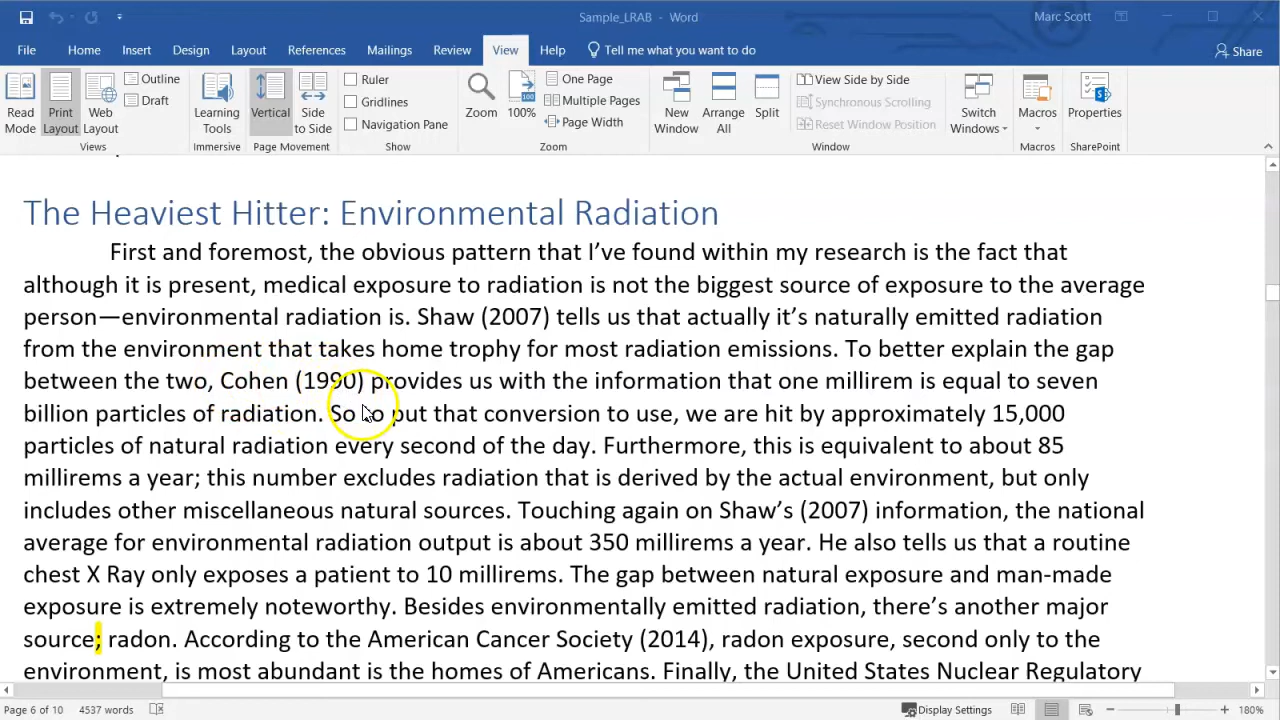 Sample_LRAB - Word
Marc Scott
File Home Insert Design Layout References Mailings Review View Help Tell me what you want to do Share
Read Mode
Print Layout
Web Layout
Outline
Draft
Views
Learning Tools
Immersive
Vertical
Side to Side
Page Movement
Ruler
Gridlines
Navigation Pane
Show
Zoom
100%
One Page
Multiple Pages
Page Width
Zoom
New Window
Arrange All
Split
View Side by Side
Synchronous Scrolling
Reset Window Position
Window
Switch Windows
Macros
Macros
Properties
SharePoint
The Heaviest Hitter: Environmental Radiation
First and foremost, the obvious pattern that I've found within my research is the fact that
although it is present, medical exposure to radiation is not the biggest source of exposure to the average
person—environmental radiation is. Shaw (2007) tells us that actually it's naturally emitted radiation
from the environment that takes home trophy for most radiation emissions. To better explain the gap
between the two, Cohen (1990) provides us with the information that one millirem is equal to seven
billion particles of radiation. So to put that conversion to use, we are hit by approximately 15,000
particles of natural radiation every second of the day. Furthermore, this is equivalent to about 85
millirems a year; this number excludes radiation that is derived by the actual environment, but only
includes other miscellaneous natural sources. Touching again on Shaw's (2007) information, the national
average for environmental radiation output is about 350 millirems a year. He also tells us that a routine
chest X Ray only exposes a patient to 10 millirems. The gap between natural exposure and man-made
exposure is extremely noteworthy. Besides environmentally emitted radiation, there's another major
source; radon. According to the American Cancer Society (2014), radon exposure, second only to the
environment, is most abundant is the homes of Americans. Finally, the United States Nuclear Regulatory
Page 6 of 10 4537 words Display Settings 180%